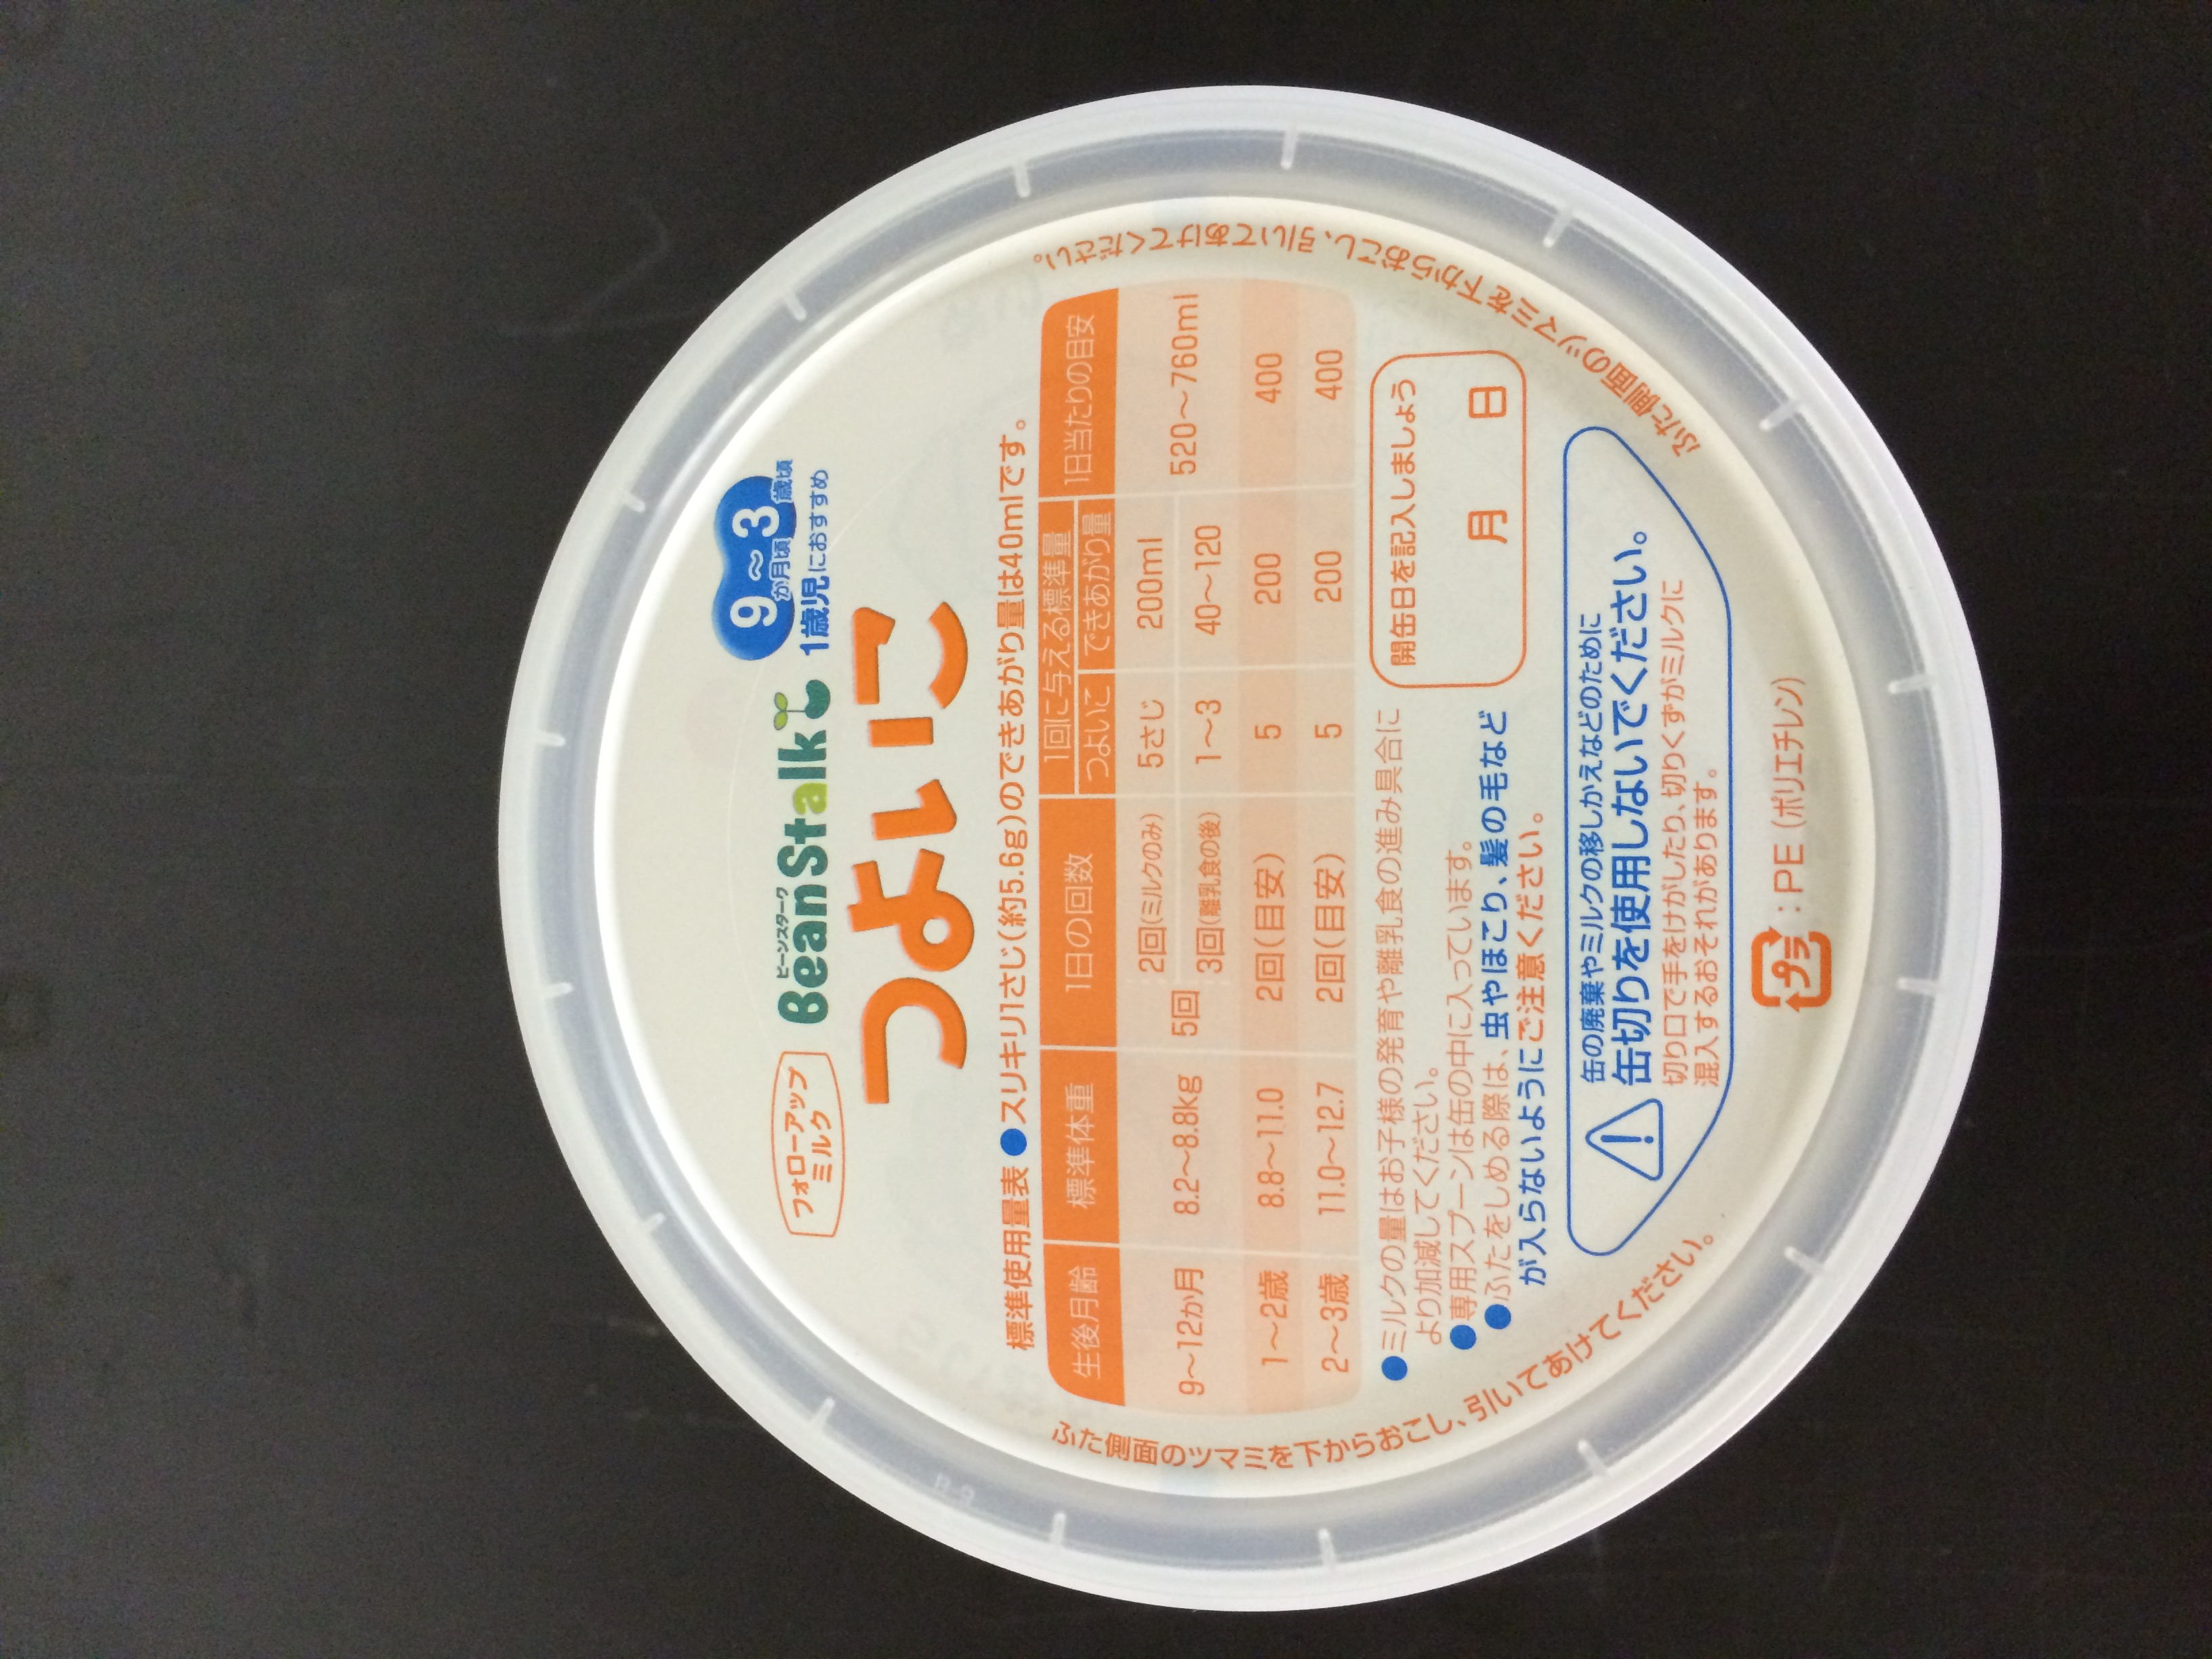 フォローアップ
ミルク
ビーンスターク
BeanStalk
9か月頃～3歳頃
1歳児におすすめ
つよいこ
標準使用量表 ●スリキリ1さじ(約5.6g)のできあがり量は40mlです。
生後月齢 標準体重 1日の回数 1回に与える標準量 1日当たりの目安
つよいこ できあがり量
9～12か月 8.2～8.8kg 5回 2回(ミルクのみ) 5さじ 200ml 520～760ml
3回(離乳食の後) 1～3 40～120
1～2歳 8.8～11.0 2回(目安) 5 200 400
2～3歳 11.0～12.7 2回(目安) 5 200 400
●ミルクの量はお子様の発育や離乳食の進み具合に
より加減してください。
●専用スプーンは缶の中に入っています。
●ふたをしめる際は、虫やほこり、髪の毛など
が入らないようにご注意ください。
開缶日を記入しましょう
月 日
缶の廃棄やミルクの移しかえなどのために
缶切りを使用しないでください。
切り口で手をけがしたり、切りくずがミルクに
混入するおそれがあります。
プラ : PE (ポリエチレン)
ふた側面のツマミを下からおこし、引いてあけてください。
ふた側面のツマミを下からおこし、引いてあけてください。